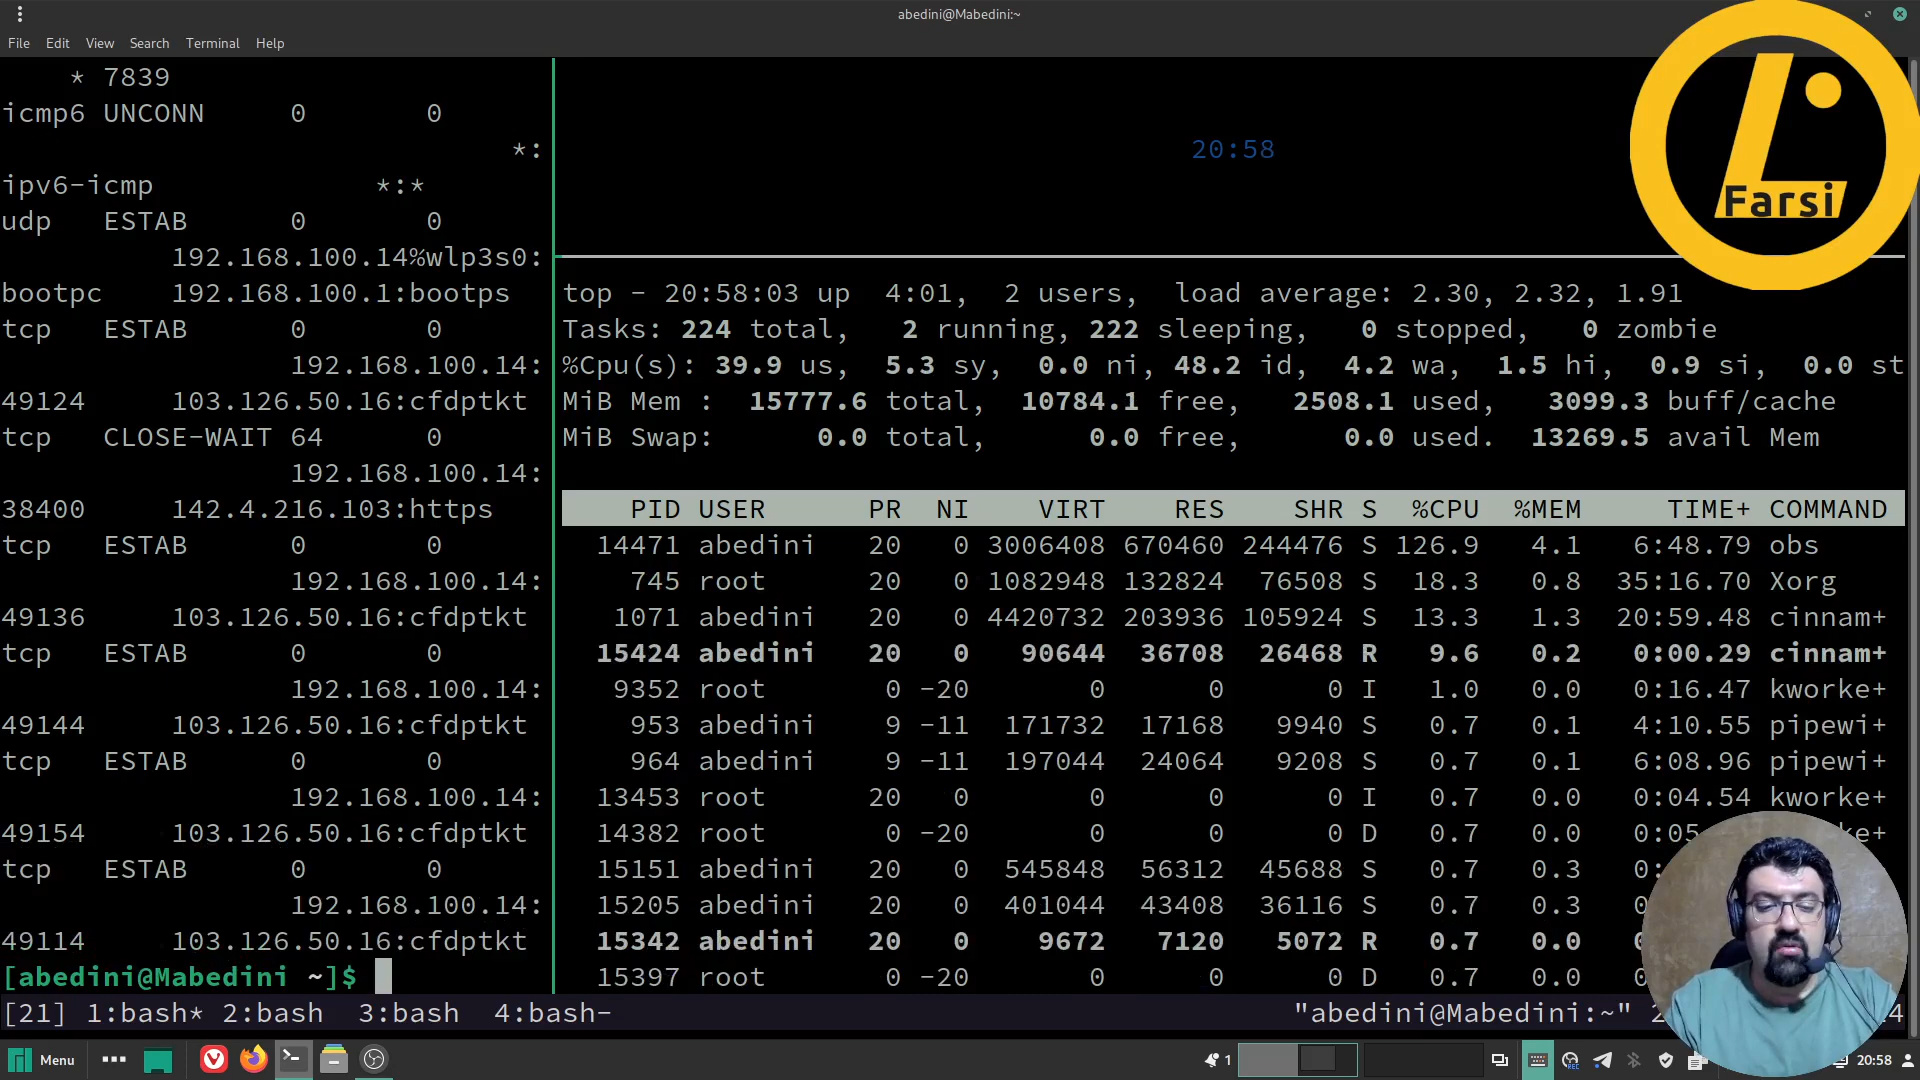 abedini@Mabedini:~
File Edit View Search Terminal Help
* 7839
icmp6 UNCONN 0 0
*:
ipv6-icmp *:*
udp ESTAB 0 0
192.168.100.14%wlp3s0:
bootpc 192.168.100.1:bootps
tcp ESTAB 0 0
192.168.100.14:
49124 103.126.50.16:cfdptkt
tcp CLOSE-WAIT 64 0
192.168.100.14:
38400 142.4.216.103:https
tcp ESTAB 0 0
192.168.100.14:
49136 103.126.50.16:cfdptkt
tcp ESTAB 0 0
192.168.100.14:
49144 103.126.50.16:cfdptkt
tcp ESTAB 0 0
192.168.100.14:
49154 103.126.50.16:cfdptkt
tcp ESTAB 0 0
192.168.100.14:
49114 103.126.50.16:cfdptkt
[abedini@Mabedini ~]$
20:58
Farsi
top - 20:58:03 up 4:01, 2 users, load average: 2.30, 2.32, 1.91
Tasks: 224 total, 2 running, 222 sleeping, 0 stopped, 0 zombie
%Cpu(s): 39.9 us, 5.3 sy, 0.0 ni, 48.2 id, 4.2 wa, 1.5 hi, 0.9 si, 0.0 st
MiB Mem : 15777.6 total, 10784.1 free, 2508.1 used, 3099.3 buff/cache
MiB Swap: 0.0 total, 0.0 free, 0.0 used. 13269.5 avail Mem
PID USER PR NI VIRT RES SHR S %CPU %MEM TIME+ COMMAND
14471 abedini 20 0 3006408 670460 244476 S 126.9 4.1 6:48.79 obs
745 root 20 0 1082948 132824 76508 S 18.3 0.8 35:16.70 Xorg
1071 abedini 20 0 4420732 203936 105924 S 13.3 1.3 20:59.48 cinnam+
15424 abedini 20 0 90644 36708 26468 R 9.6 0.2 0:00.29 cinnam+
9352 root 0 -20 0 0 0 I 1.0 0.0 0:16.47 kworke+
953 abedini 9 -11 171732 17168 9940 S 0.7 0.1 4:10.55 pipewi+
964 abedini 9 -11 197044 24064 9208 S 0.7 0.1 6:08.96 pipewi+
13453 root 20 0 0 0 0 I 0.7 0.0 0:04.54 kworke+
14382 root 0 -20 0 0 0 D 0.7 0.0
15151 abedini 20 0 545848 56312 45688 S 0.7 0.3
15205 abedini 20 0 401044 43408 36116 S 0.7 0.3
15342 abedini 20 0 9672 7120 5072 R 0.7 0.0
15397 root 0 -20 0 0 0 D 0.7 0.0
[21] 1:bash* 2:bash 3:bash 4:bash- "abedini@Mabedini:~"
Menu 1 20:58